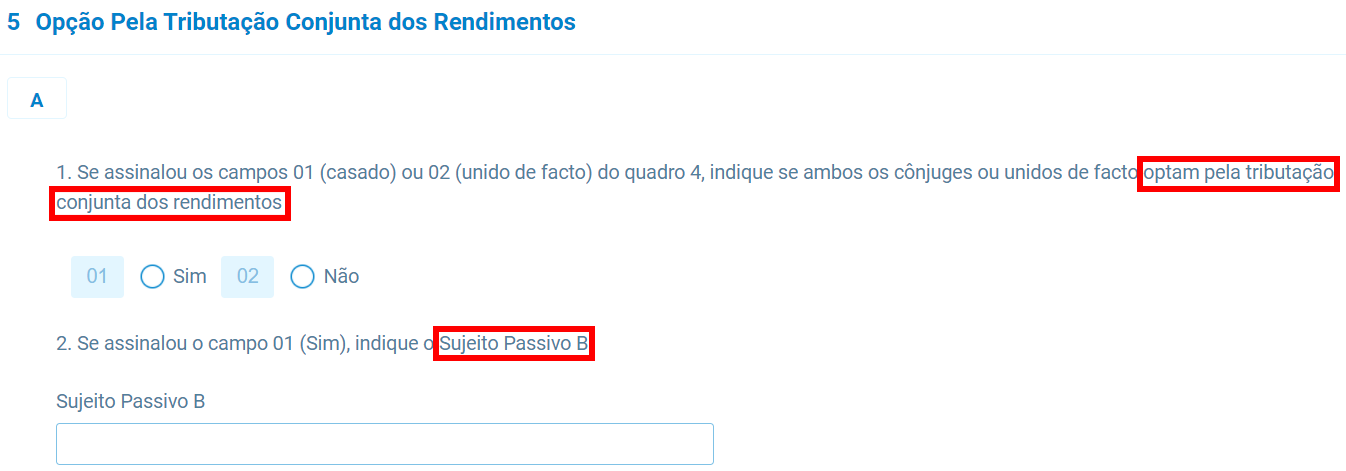 5 Opção Pela Tributação Conjunta dos Rendimentos
A
1. Se assinalou os campos 01 (casado) ou 02 (unido de facto) do quadro 4, indique se ambos os cônjuges ou unidos de facto optam pela tributação
conjunta dos rendimentos
01 Sim 02 Não
2. Se assinalou o campo 01 (Sim), indique o Sujeito Passivo B
Sujeito Passivo B